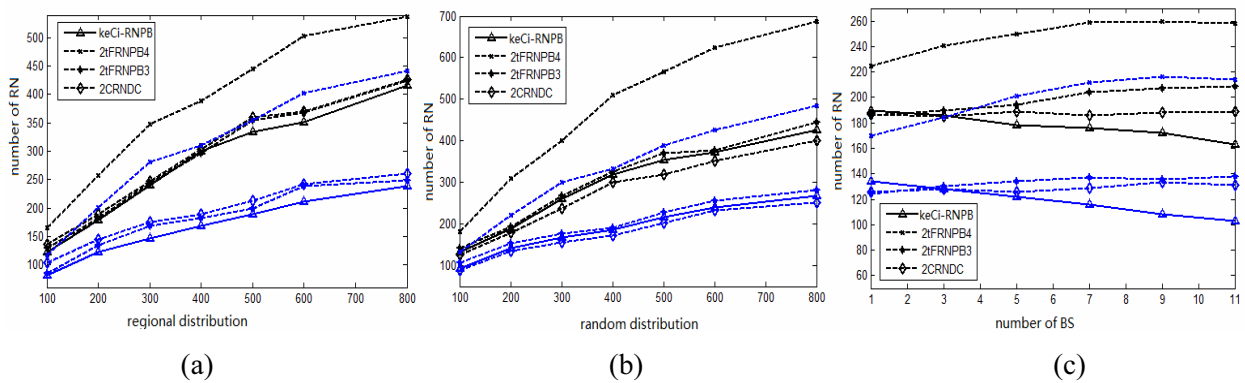 number of RN
500
450
400
350
300
250
200
150
100
keCi-RNPB
2tFRNPB4
2tFRNPB3
2CRNDC
100 200 300 400 500 600 700 800
regional distribution
(a)
number of RN
700
600
500
400
300
200
100
keCi-RNPB
2tFRNPB4
2tFRNPB3
2CRNDC
100 200 300 400 500 600 700 800
random distribution
(b)
number of RN
260
240
220
200
180
160
140
120
100
80
60
keCi-RNPB
2tFRNPB4
2tFRNPB3
2CRNDC
1 2 3 4 5 6 7 8 9 10 11
number of BS
(c)